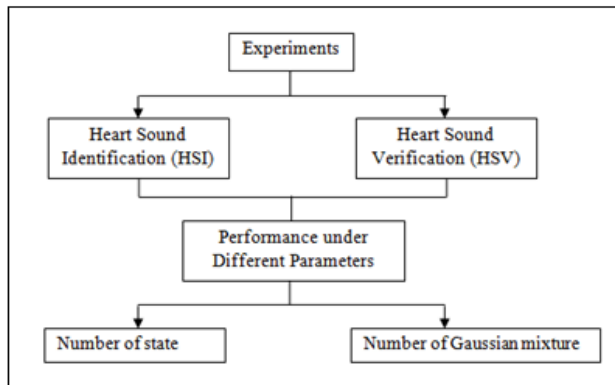 Experiments
Heart Sound
Identification (HSI)
Heart Sound
Verification (HSV)
Performance under
Different Parameters
Number of state
Number of Gaussian mixture